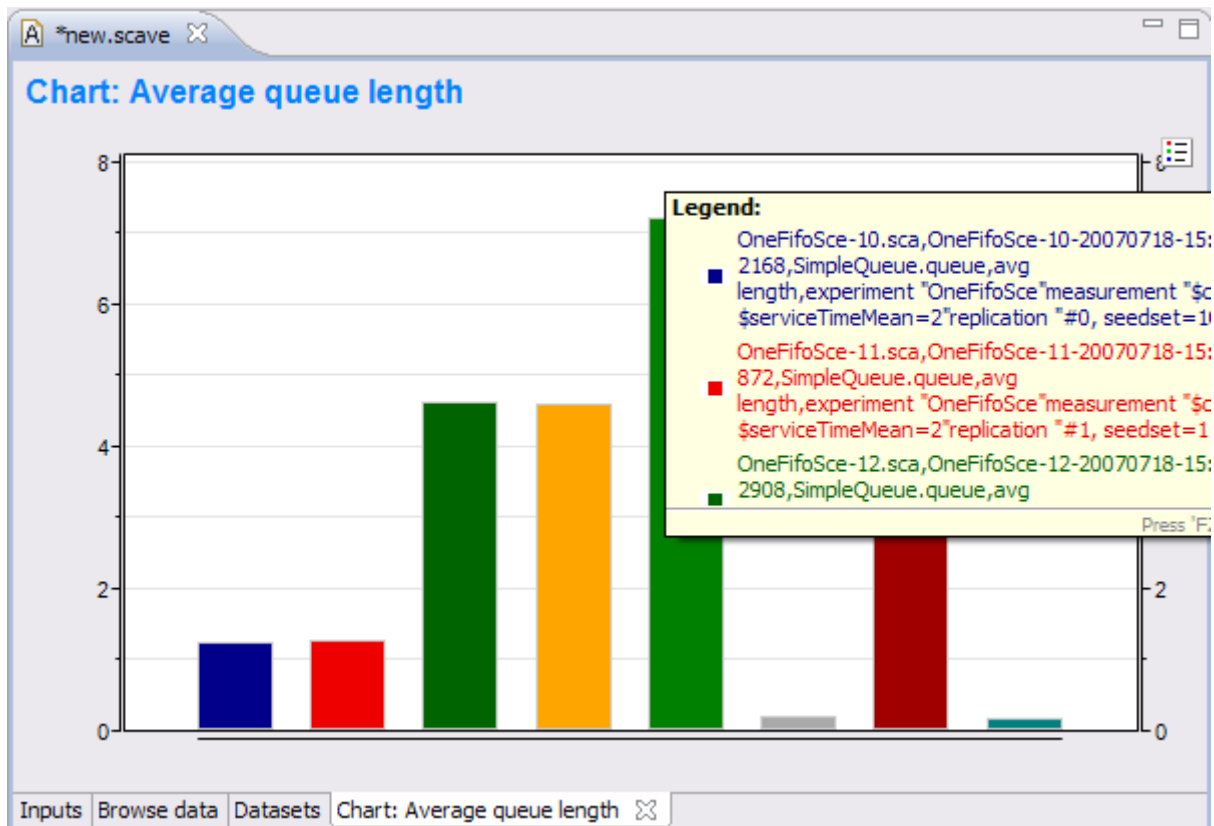 *new.scave
Chart: Average queue length
8
6
4
2
0
8
2
0
Legend:
OneFifoSce-10.sca,OneFifoSce-10-20070718-15:
2168,SimpleQueue.queue,avg
length,experiment "OneFifoSce"measurement "$c
$serviceTimeMean=2"replication "#0, seedset=10
OneFifoSce-11.sca,OneFifoSce-11-20070718-15:
872,SimpleQueue.queue,avg
length,experiment "OneFifoSce"measurement "$c
$serviceTimeMean=2"replication "#1, seedset=1
OneFifoSce-12.sca,OneFifoSce-12-20070718-15:
2908,SimpleQueue.queue,avg
Press 'F2
Inputs Browse data Datasets Chart: Average queue length